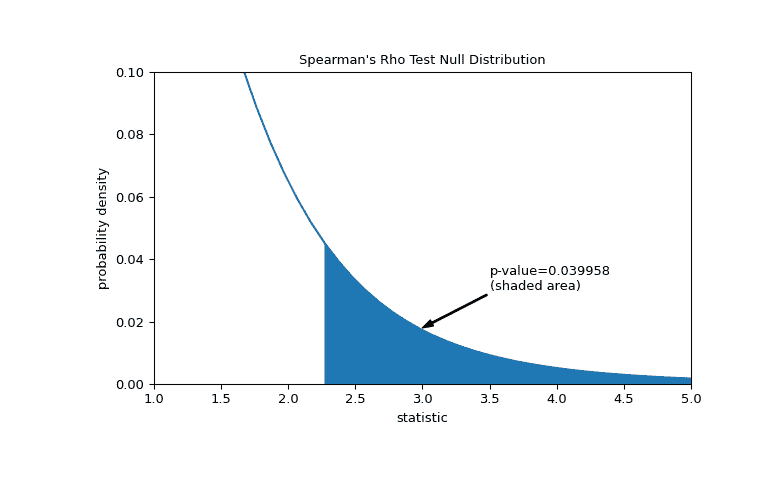 Spearman's Rho Test Null Distribution
0.10
0.08
0.06
0.04
0.02
0.00
probability density
p-value=0.039958
(shaded area)
1.0 1.5 2.0 2.5 3.0 3.5 4.0 4.5 5.0
statistic